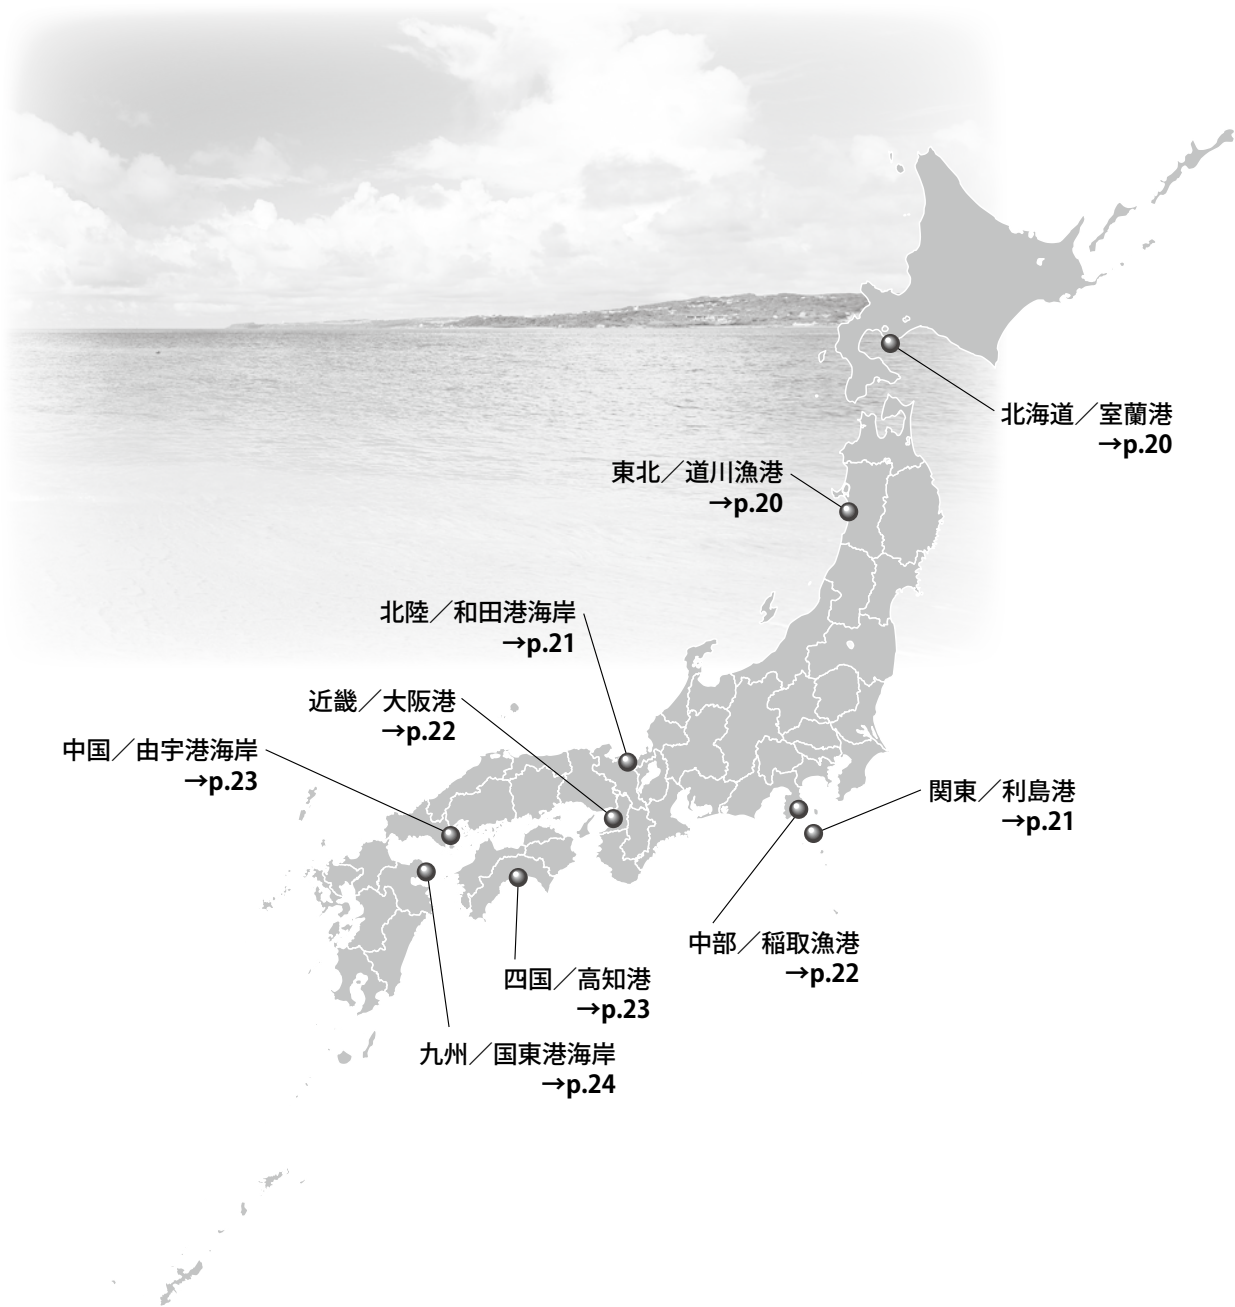 北海道／室蘭港
→p.20
東北／道川漁港
→p.20
北陸／和田港海岸
→p.21
近畿／大阪港
→p.22
中国／由宇港海岸
→p.23
関東／利島港
→p.21
中部／稲取漁港
→p.22
四国／高知港
→p.23
九州／国東港海岸
→p.24